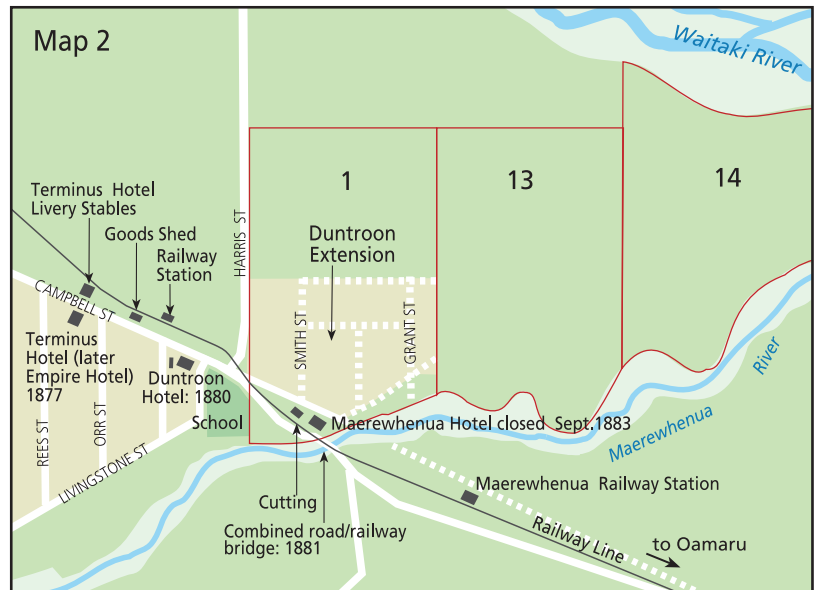 Map 2
Waitaki River
1
13
14
Terminus Hotel
Livery Stables
Goods Shed
Railway
Station
HARRIS ST
Duntroon
Extension
CAMPBELL ST
SMITH ST
GRANT ST
Terminus
Hotel (later
Empire Hotel)
1877
Duntroon
Hotel: 1880
School
REES ST
ORR ST
LIVINGSTONE ST
Maerewhenua Hotel closed Sept.1883
River
Maerewhenua
Cutting
Combined road/railway
bridge: 1881
Maerewhenua Railway Station
Railway Line
to Oamaru